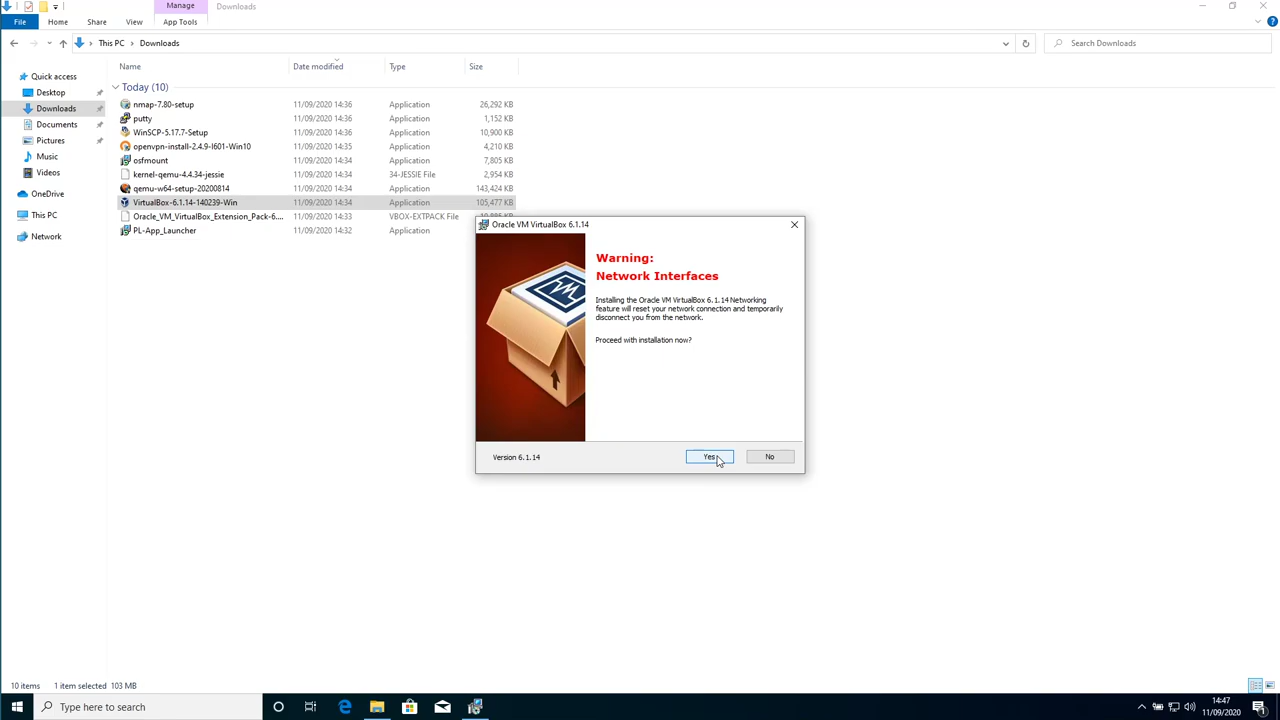 Manage
Downloads
File
Home
Share
View
App Tools
This PC
Downloads
Search Downloads
Name
Date modified
Type
Size
Quick access
Desktop
Downloads
Documents
Pictures
Music
Videos
OneDrive
This PC
Network
Today (10)
nmap-7.80-setup 11/09/2020 14:36 Application 26,292 KB
putty 11/09/2020 14:36 Application 1,152 KB
WinSCP-5.17.7-Setup 11/09/2020 14:36 Application 10,900 KB
openvpn-install-2.4.9-I601-Win10 11/09/2020 14:35 Application 4,210 KB
osfmount 11/09/2020 14:34 Application 7,805 KB
kernel-qemu-4.4.34-jessie 11/09/2020 14:34 34-JESSIE File 2,954 KB
qemu-w64-setup-20200814 11/09/2020 14:34 Application 143,424 KB
VirtualBox-6.1.14-140239-Win 11/09/2020 14:34 Application 105,477 KB
Oracle_VM_VirtualBox_Extension_Pack-6.... 11/09/2020 14:33 VBOX-EXTPACK File
PL-App_Launcher 11/09/2020 14:32 Application
Oracle VM VirtualBox 6.1.14
Warning:
Network Interfaces
Installing the Oracle VM VirtualBox 6.1.14 Networking
feature will reset your network connection and temporarily
disconnect you from the network.
Proceed with installation now?
Version 6.1.14
Yes
No
10 items 1 item selected 103 MB
Type here to search
14:47
11/09/2020
1